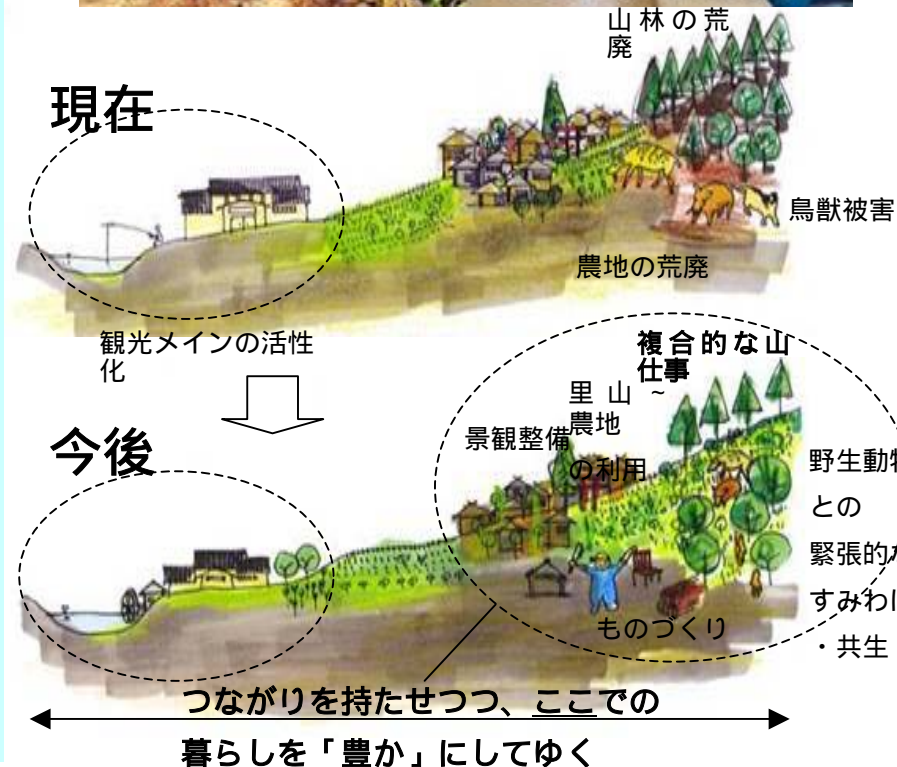 山林の荒
廃
現在
鳥獣被害
農地の荒廃
観光メインの活性
化
複合的な山
仕事
里山 ~
農地
景観整備
の利用
今後
野生動物
との
緊張的な
すみわけ
・共生
ものづくり
つながりを持たせつつ、ここでの
暮らしを「豊か」にしてゆく